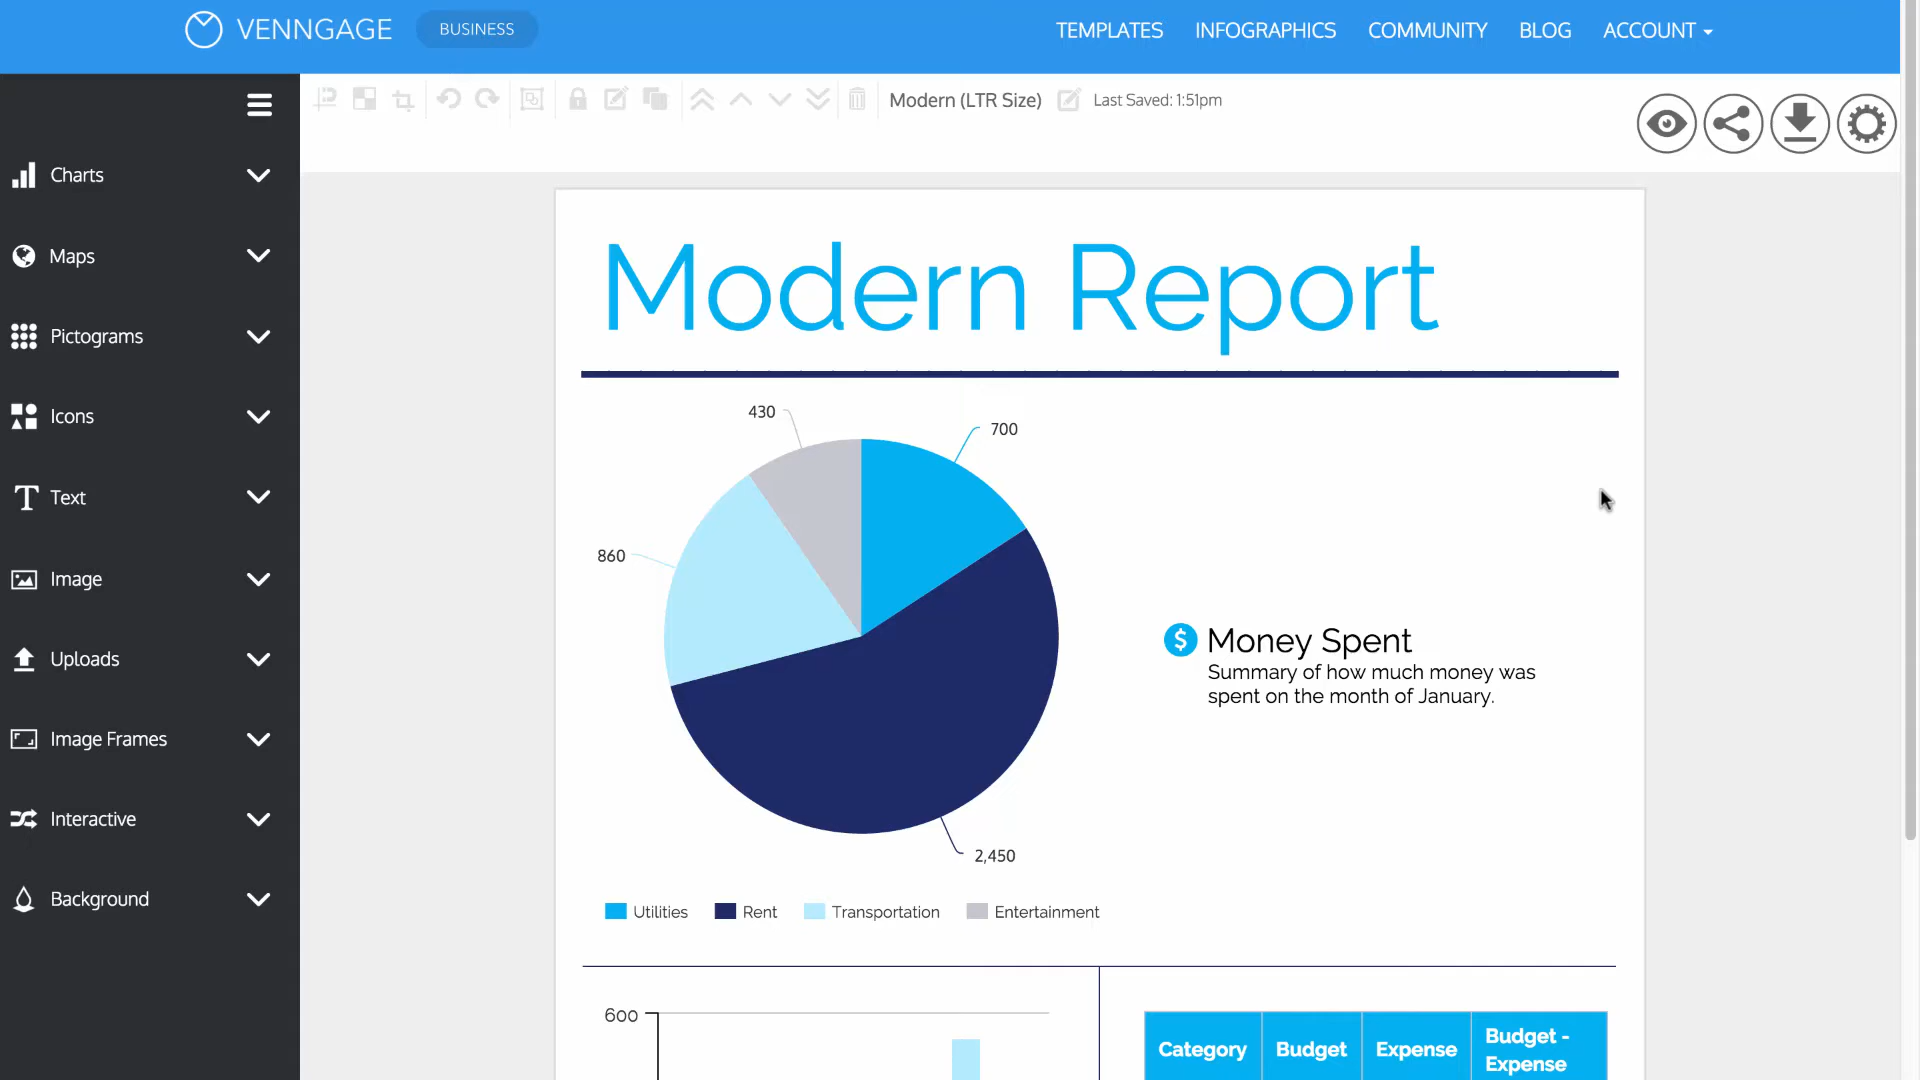 VENNGAGE
BUSINESS
TEMPLATES
INFOGRAPHICS
COMMUNITY
BLOG
ACCOUNT
Modern (LTR Size)
Last Saved: 1:51pm
Charts
Maps
Pictograms
Icons
Text
Image
Uploads
Image Frames
Interactive
Background
Modern Report
430
700
860
2,450
$ Money Spent
Summary of how much money was
spent on the month of January.
Utilities
Rent
Transportation
Entertainment
600
Category
Budget
Expense
Budget -
Expense